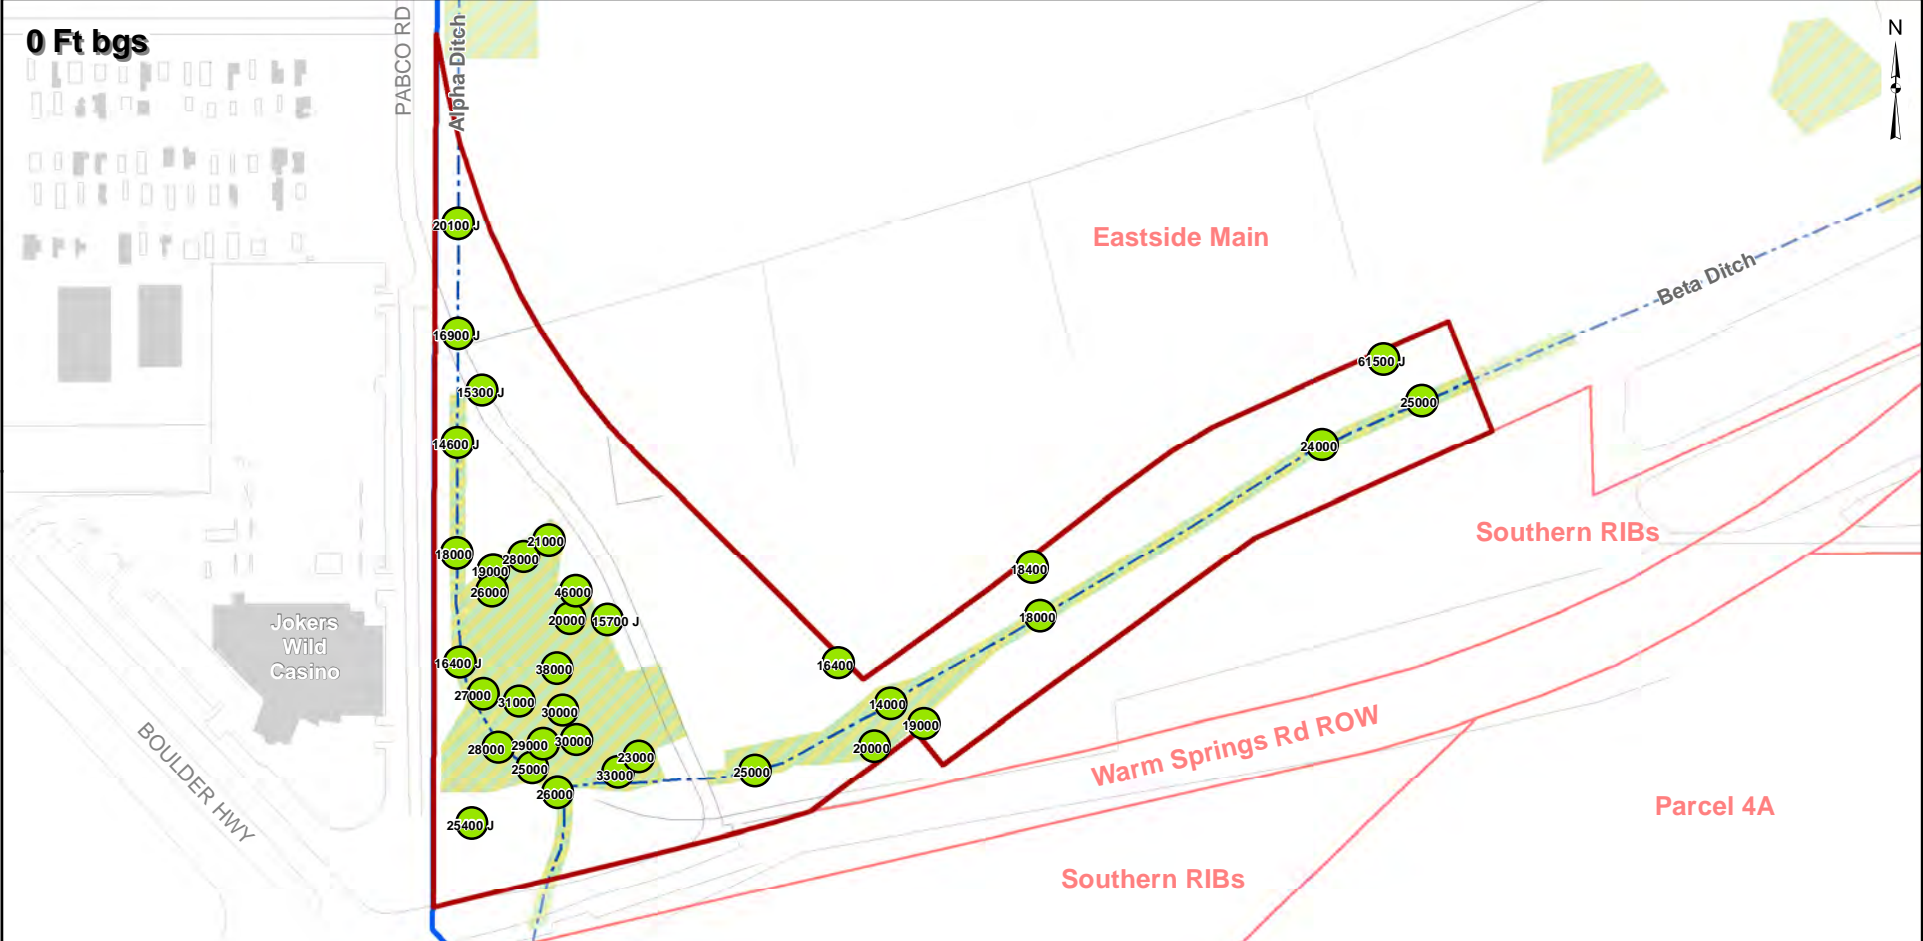 0 Ft bgs
PABCO RD
Alpha Ditch
N
20100 J
Eastside Main
Beta Ditch
16900 J
61500 J
15300 J
25000
14600 J
24000
18000
21000
28000
19000
26000
Southern RIBs
46000
18400
20000
15700 J
18000
Jokers
Wild
Casino
16400 J
38000
16400
27000
31000
30000
14000
19000
28000
29000
30000
20000
25000
23000
33000
25000
26000
25400 J
BOULDER HWY
Warm Springs Rd ROW
Parcel 4A
Southern RIBs